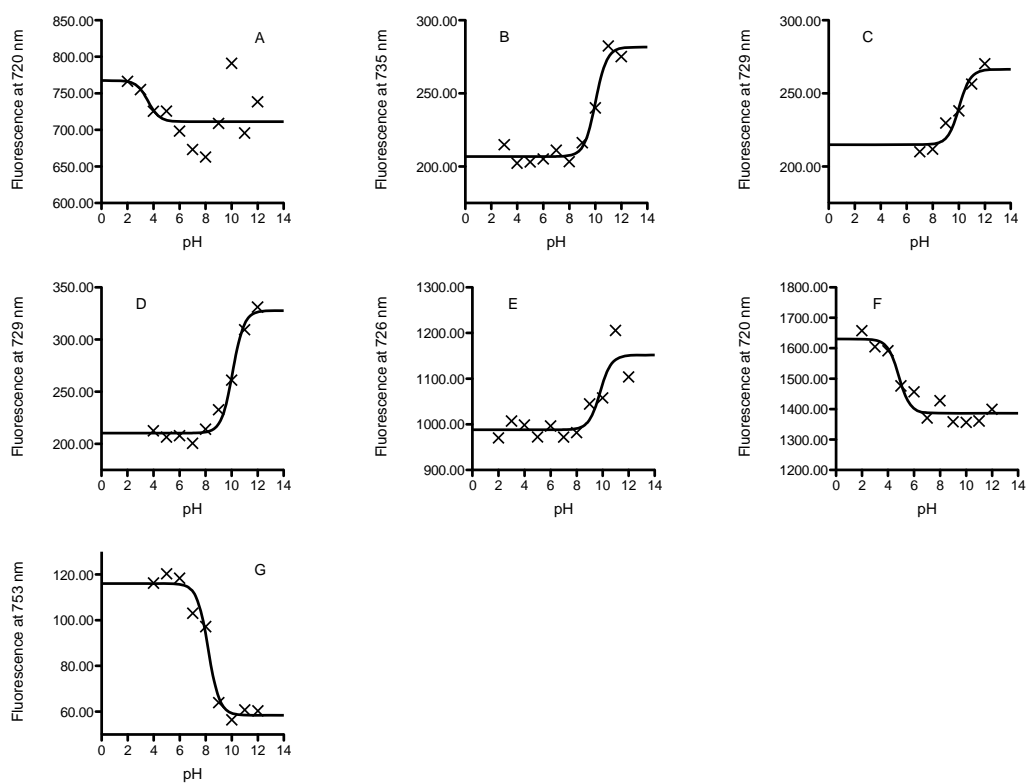 850.00
800.00
750.00
700.00
650.00
600.00
0 2 4 6 8 10 12 14
pH
Fluorescence at 720 nm
A
300.00
250.00
200.00
0 2 4 6 8 10 12 14
pH
Fluorescence at 735 nm
B
300.00
250.00
200.00
0 2 4 6 8 10 12 14
pH
Fluorescence at 729 nm
C
350.00
300.00
250.00
200.00
0 2 4 6 8 10 12 14
pH
Fluorescence at 729 nm
D
1300.00
1200.00
1100.00
1000.00
900.00
0 2 4 6 8 10 12 14
pH
Fluorescence at 726 nm
E
1800.00
1700.00
1600.00
1500.00
1400.00
1300.00
1200.00
0 2 4 6 8 10 12 14
pH
Fluorescence at 720 nm
F
120.00
100.00
80.00
60.00
0 2 4 6 8 10 12 14
pH
Fluorescence at 753 nm
G